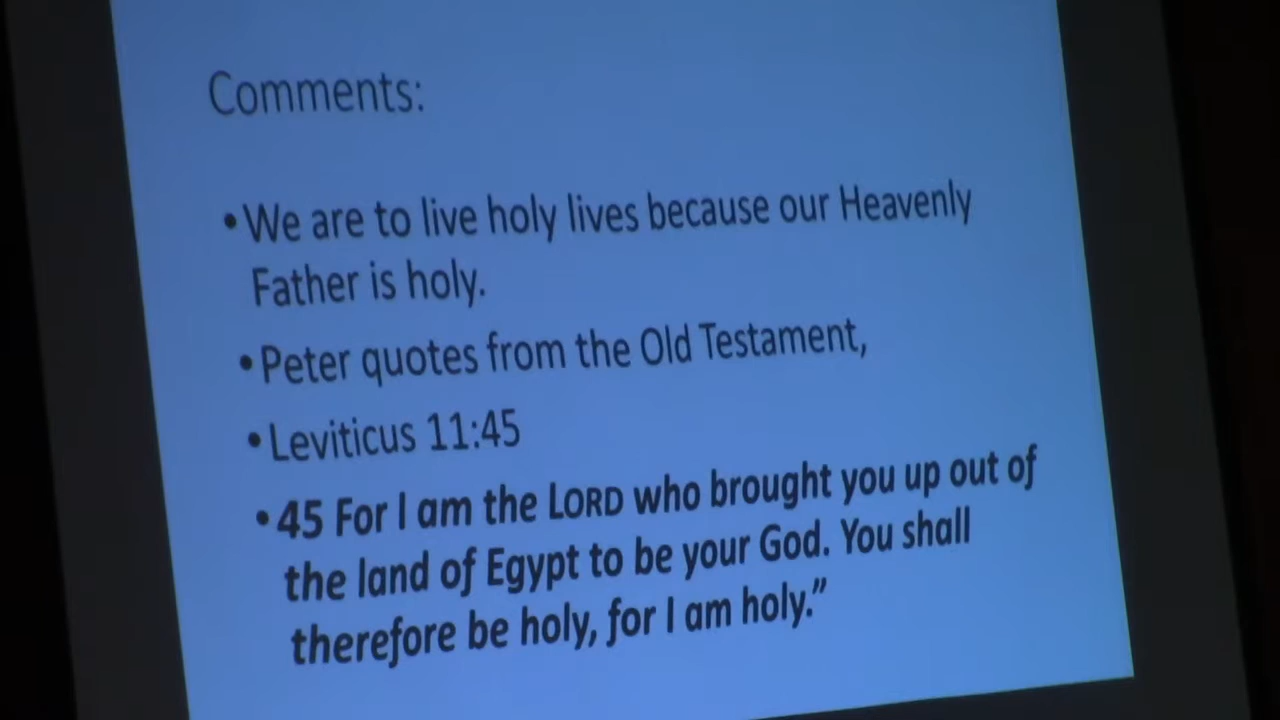 Comments:
• We are to live holy lives because our Heavenly
Father is holy.
• Peter quotes from the Old Testament,
• Leviticus 11:45
• 45 For I am the LORD who brought you up out of
the land of Egypt to be your God. You shall
therefore be holy, for I am holy.”